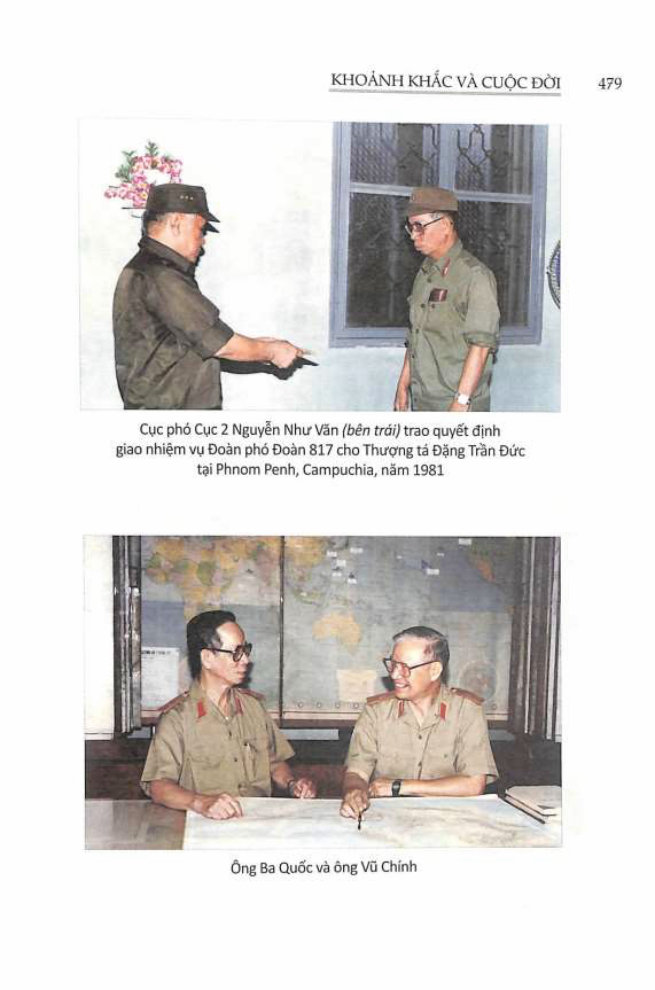 KHOẢNH KHẮC VÀ CUỘC ĐỜI 479
Cục phó Cục 2 Nguyễn Như Văn (bên trái) trao quyết định
giao nhiệm vụ Đoàn phó Đoàn 817 cho Thượng tá Đặng Trần Đức
tại Phnom Penh, Campuchia, năm 1981
Ông Ba Quốc và ông Vũ Chính